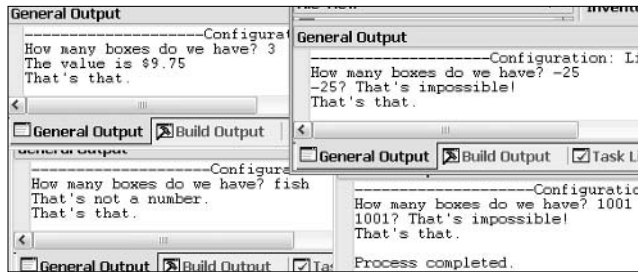 General Output
--------------------Configurat
How many boxes do we have? 3
The value is $9.75
That's that.
General Output
Build Output
General Output
--------------------Configuration: Li
How many boxes do we have? -25
-25? That's impossible!
That's that.
General Output
Build Output
Task L
General Output
--------------------Configura
How many boxes do we have? fish
That's not a number.
That's that.
General Output
Build Output
Ta
--------------------Configuratio
How many boxes do we have? 1001
1001? That's impossible!
That's that.
Process completed.